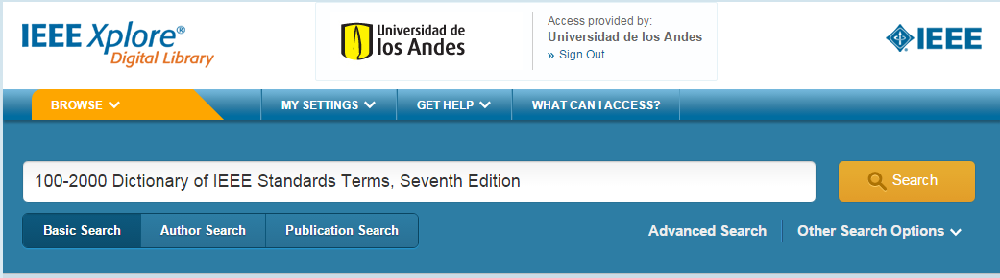 IEEE Xplore®
Digital Library
Universidad de
los Andes
Access provided by:
Universidad de los Andes
» Sign Out
IEEE
BROWSE
MY SETTINGS
GET HELP
WHAT CAN I ACCESS?
100-2000 Dictionary of IEEE Standards Terms, Seventh Edition
Search
Basic Search
Author Search
Publication Search
Advanced Search
Other Search Options